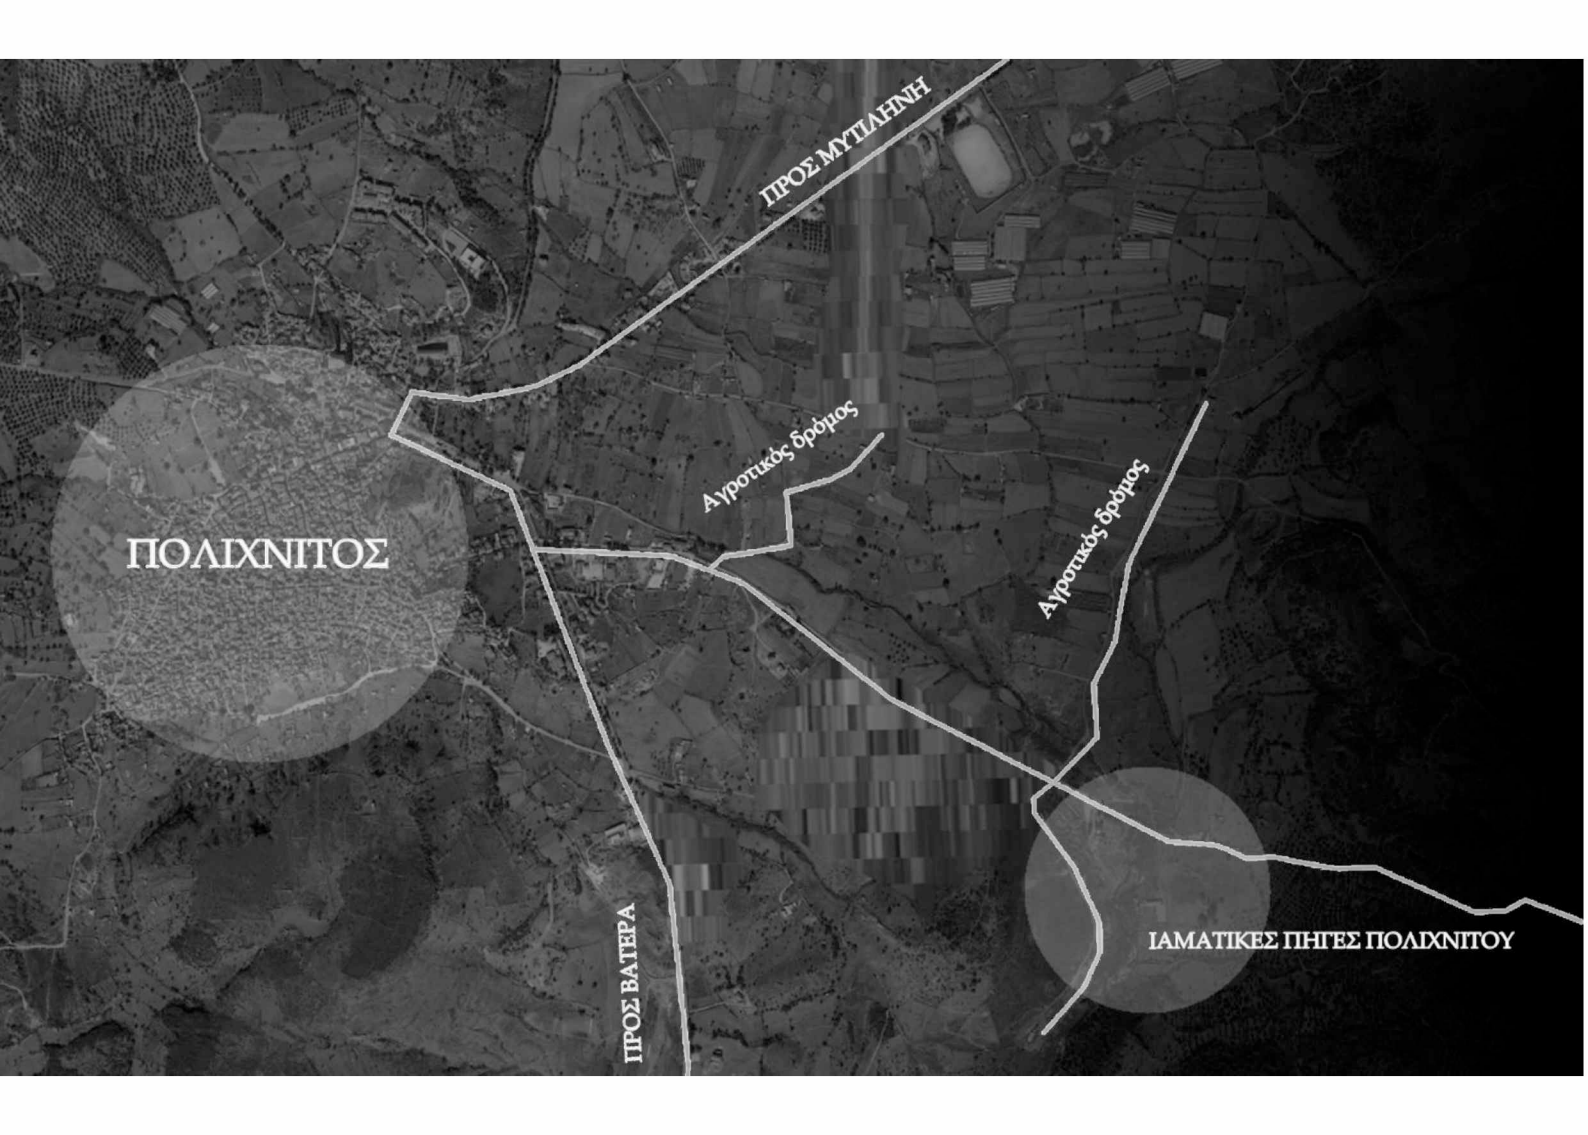 ΠΡΟΣ ΜΥΤΙΛΗΝΗ
Αγροτικός δρόμος
Αγροτικός δρόμος
ΠΟΛΙΧΝΙΤΟΣ
ΠΡΟΣ ΒΑΤΕΡΑ
ΙΑΜΑΤΙΚΕΣ ΠΗΓΕΣ ΠΟΛΙΧΝΙΤΟΥ